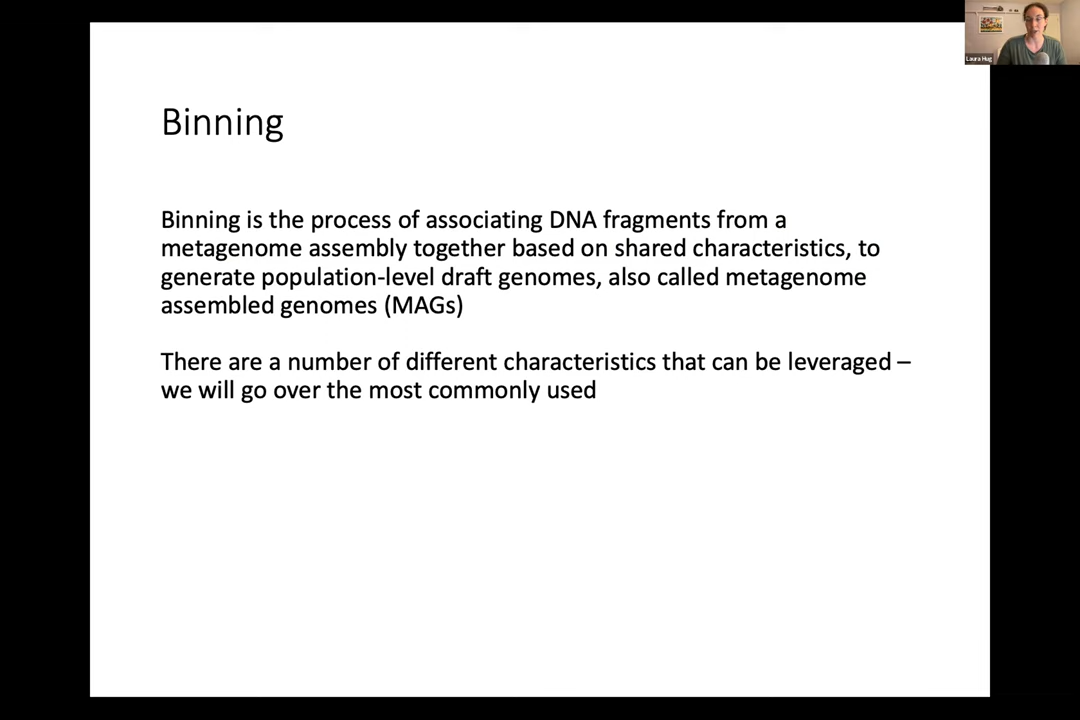 Laura Hug
Binning
Binning is the process of associating DNA fragments from a
metagenome assembly together based on shared characteristics, to
generate population-level draft genomes, also called metagenome
assembled genomes (MAGs)
There are a number of different characteristics that can be leveraged –
we will go over the most commonly used